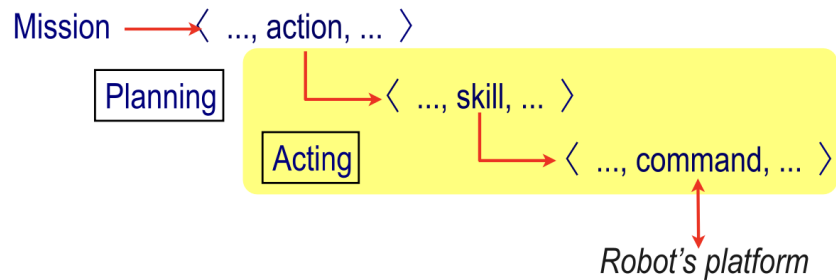 Mission 〈 ..., action, ... 〉
Planning
〈 ..., skill, ... 〉
Acting
〈 ..., command, ... 〉
Robot's platform